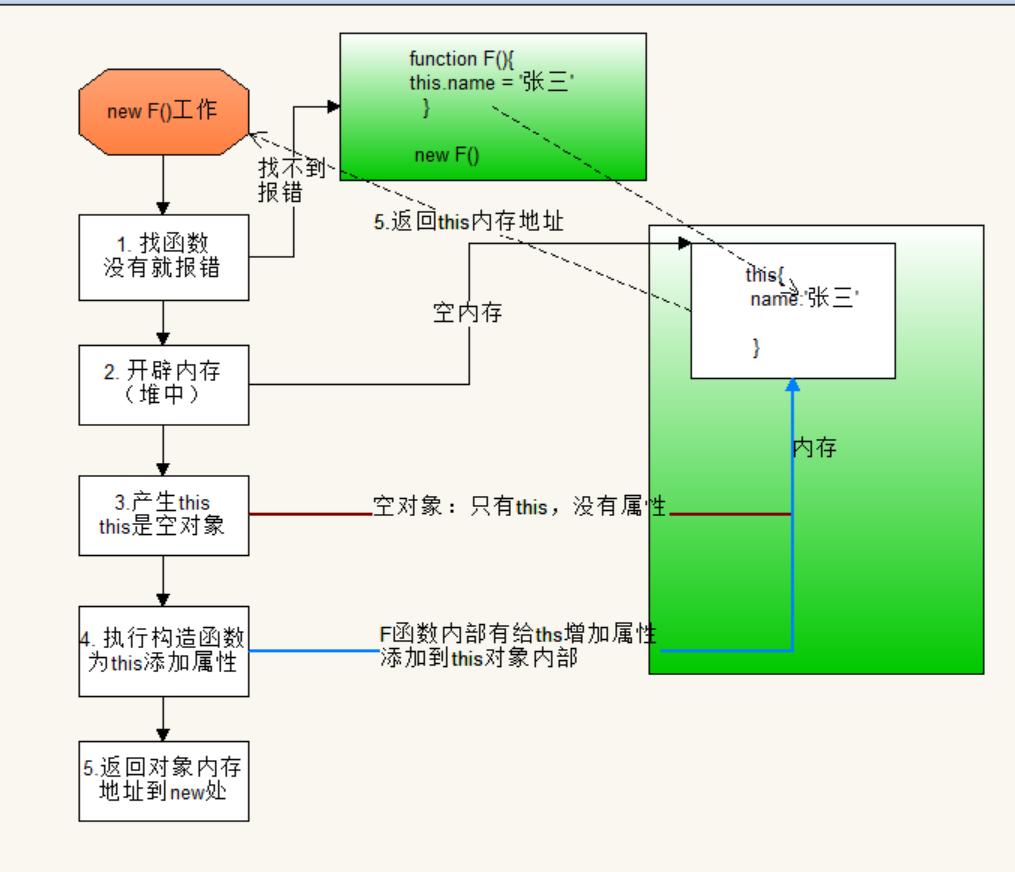 new F()工作
function F(){
this.name = '张三'
}
new F()
找不到
报错
5.返回this内存地址
1. 找函数
没有就报错
this{
name:'张三'
}
空内存
2. 开辟内存
（堆中）
内存
3.产生this
this是空对象
空对象：只有this，没有属性
4. 执行构造函数
为this添加属性
F函数内部有给ths增加属性
添加到this对象内部
5.返回对象内存
地址到new处